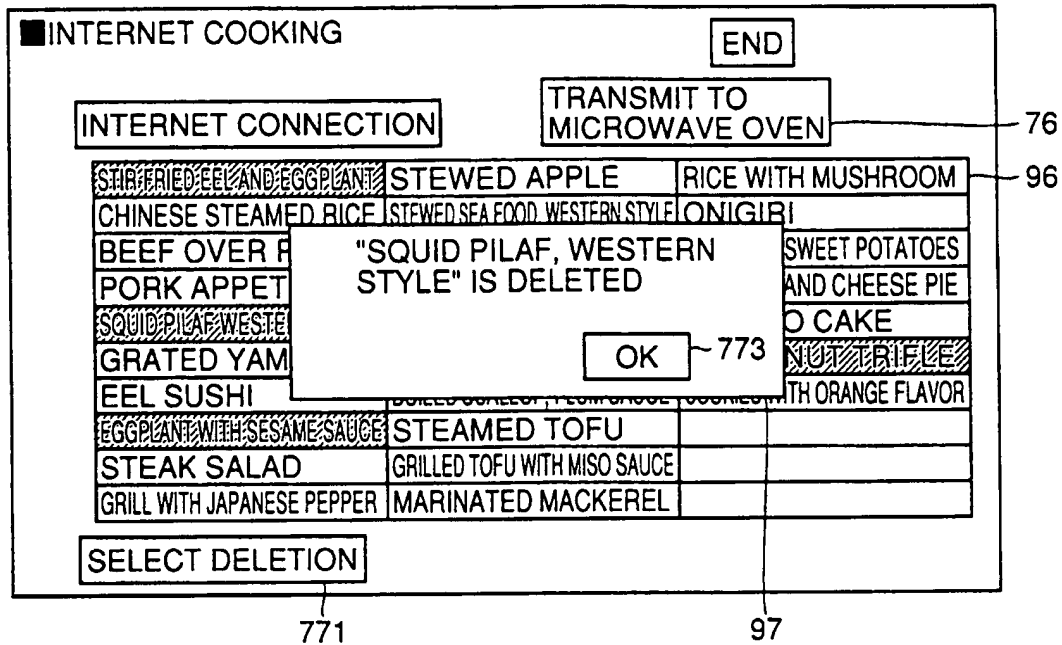 ■INTERNET COOKING
END
INTERNET CONNECTION
TRANSMIT TO
MICROWAVE OVEN
76
STIR FRIED EEL AND EGGPLANT STEWED APPLE RICE WITH MUSHROOM
96
CHINESE STEAMED RICE STEWED SEA FOOD, WESTERN STYLE ONIGIRI
BEEF OVER SWEET POTATOES
PORK APPET AND CHEESE PIE
SQUID PILAF WESTE CAKE
GRATED YAM NUT TRIFLE
EEL SUSHI WITH ORANGE FLAVOR
"SQUID PILAF, WESTERN
STYLE" IS DELETED
OK
773
EGGPLANT WITH SESAME SAUCE STEAMED TOFU
STEAK SALAD GRILLED TOFU WITH MISO SAUCE
GRILL WITH JAPANESE PEPPER MARINATED MACKEREL
SELECT DELETION
771
97